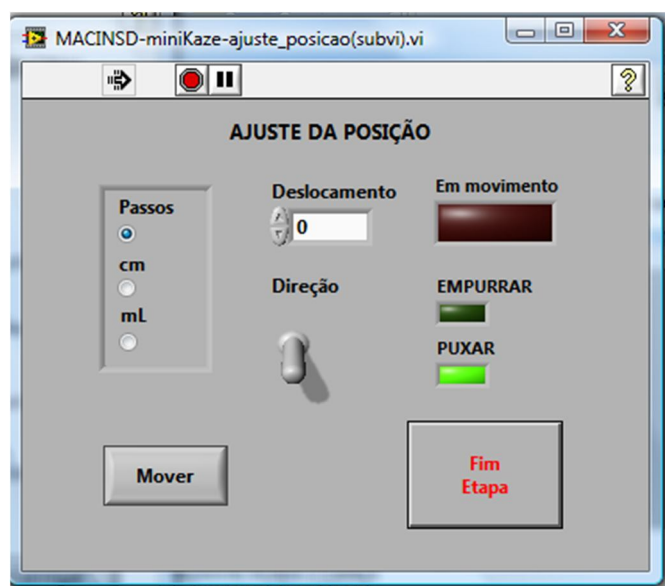 MACINSD-miniKaze-ajuste_posicao(subvi).vi
AJUSTE DA POSIÇÃO
Passos
cm
mL
Deslocamento
0
Direção
Em movimento
EMPURRAR
PUXAR
Mover
Fim
Etapa